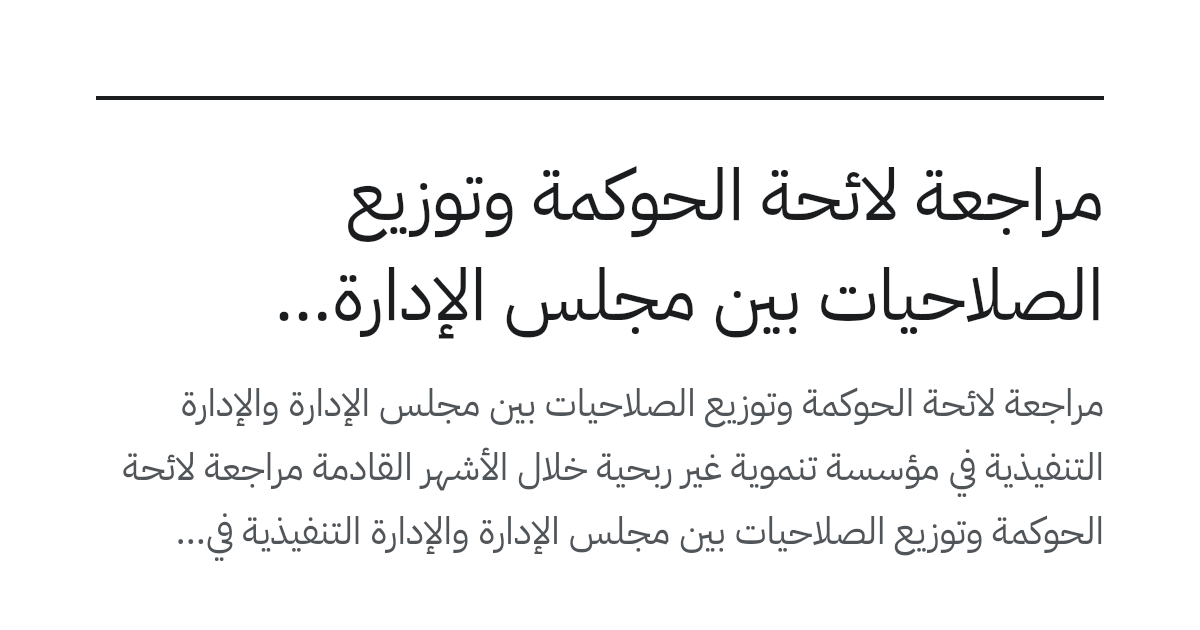 مراجعة لائحة الحوكمة وتوزيع
الصلاحيات بين مجلس الإدارة...
مراجعة لائحة الحوكمة وتوزيع الصلاحيات بين مجلس الإدارة والإدارة
التنفيذية في مؤسسة تنموية غير ربحية خلال الأشهر القادمة مراجعة لائحة
الحوكمة وتوزيع الصلاحيات بين مجلس الإدارة والإدارة التنفيذية في...